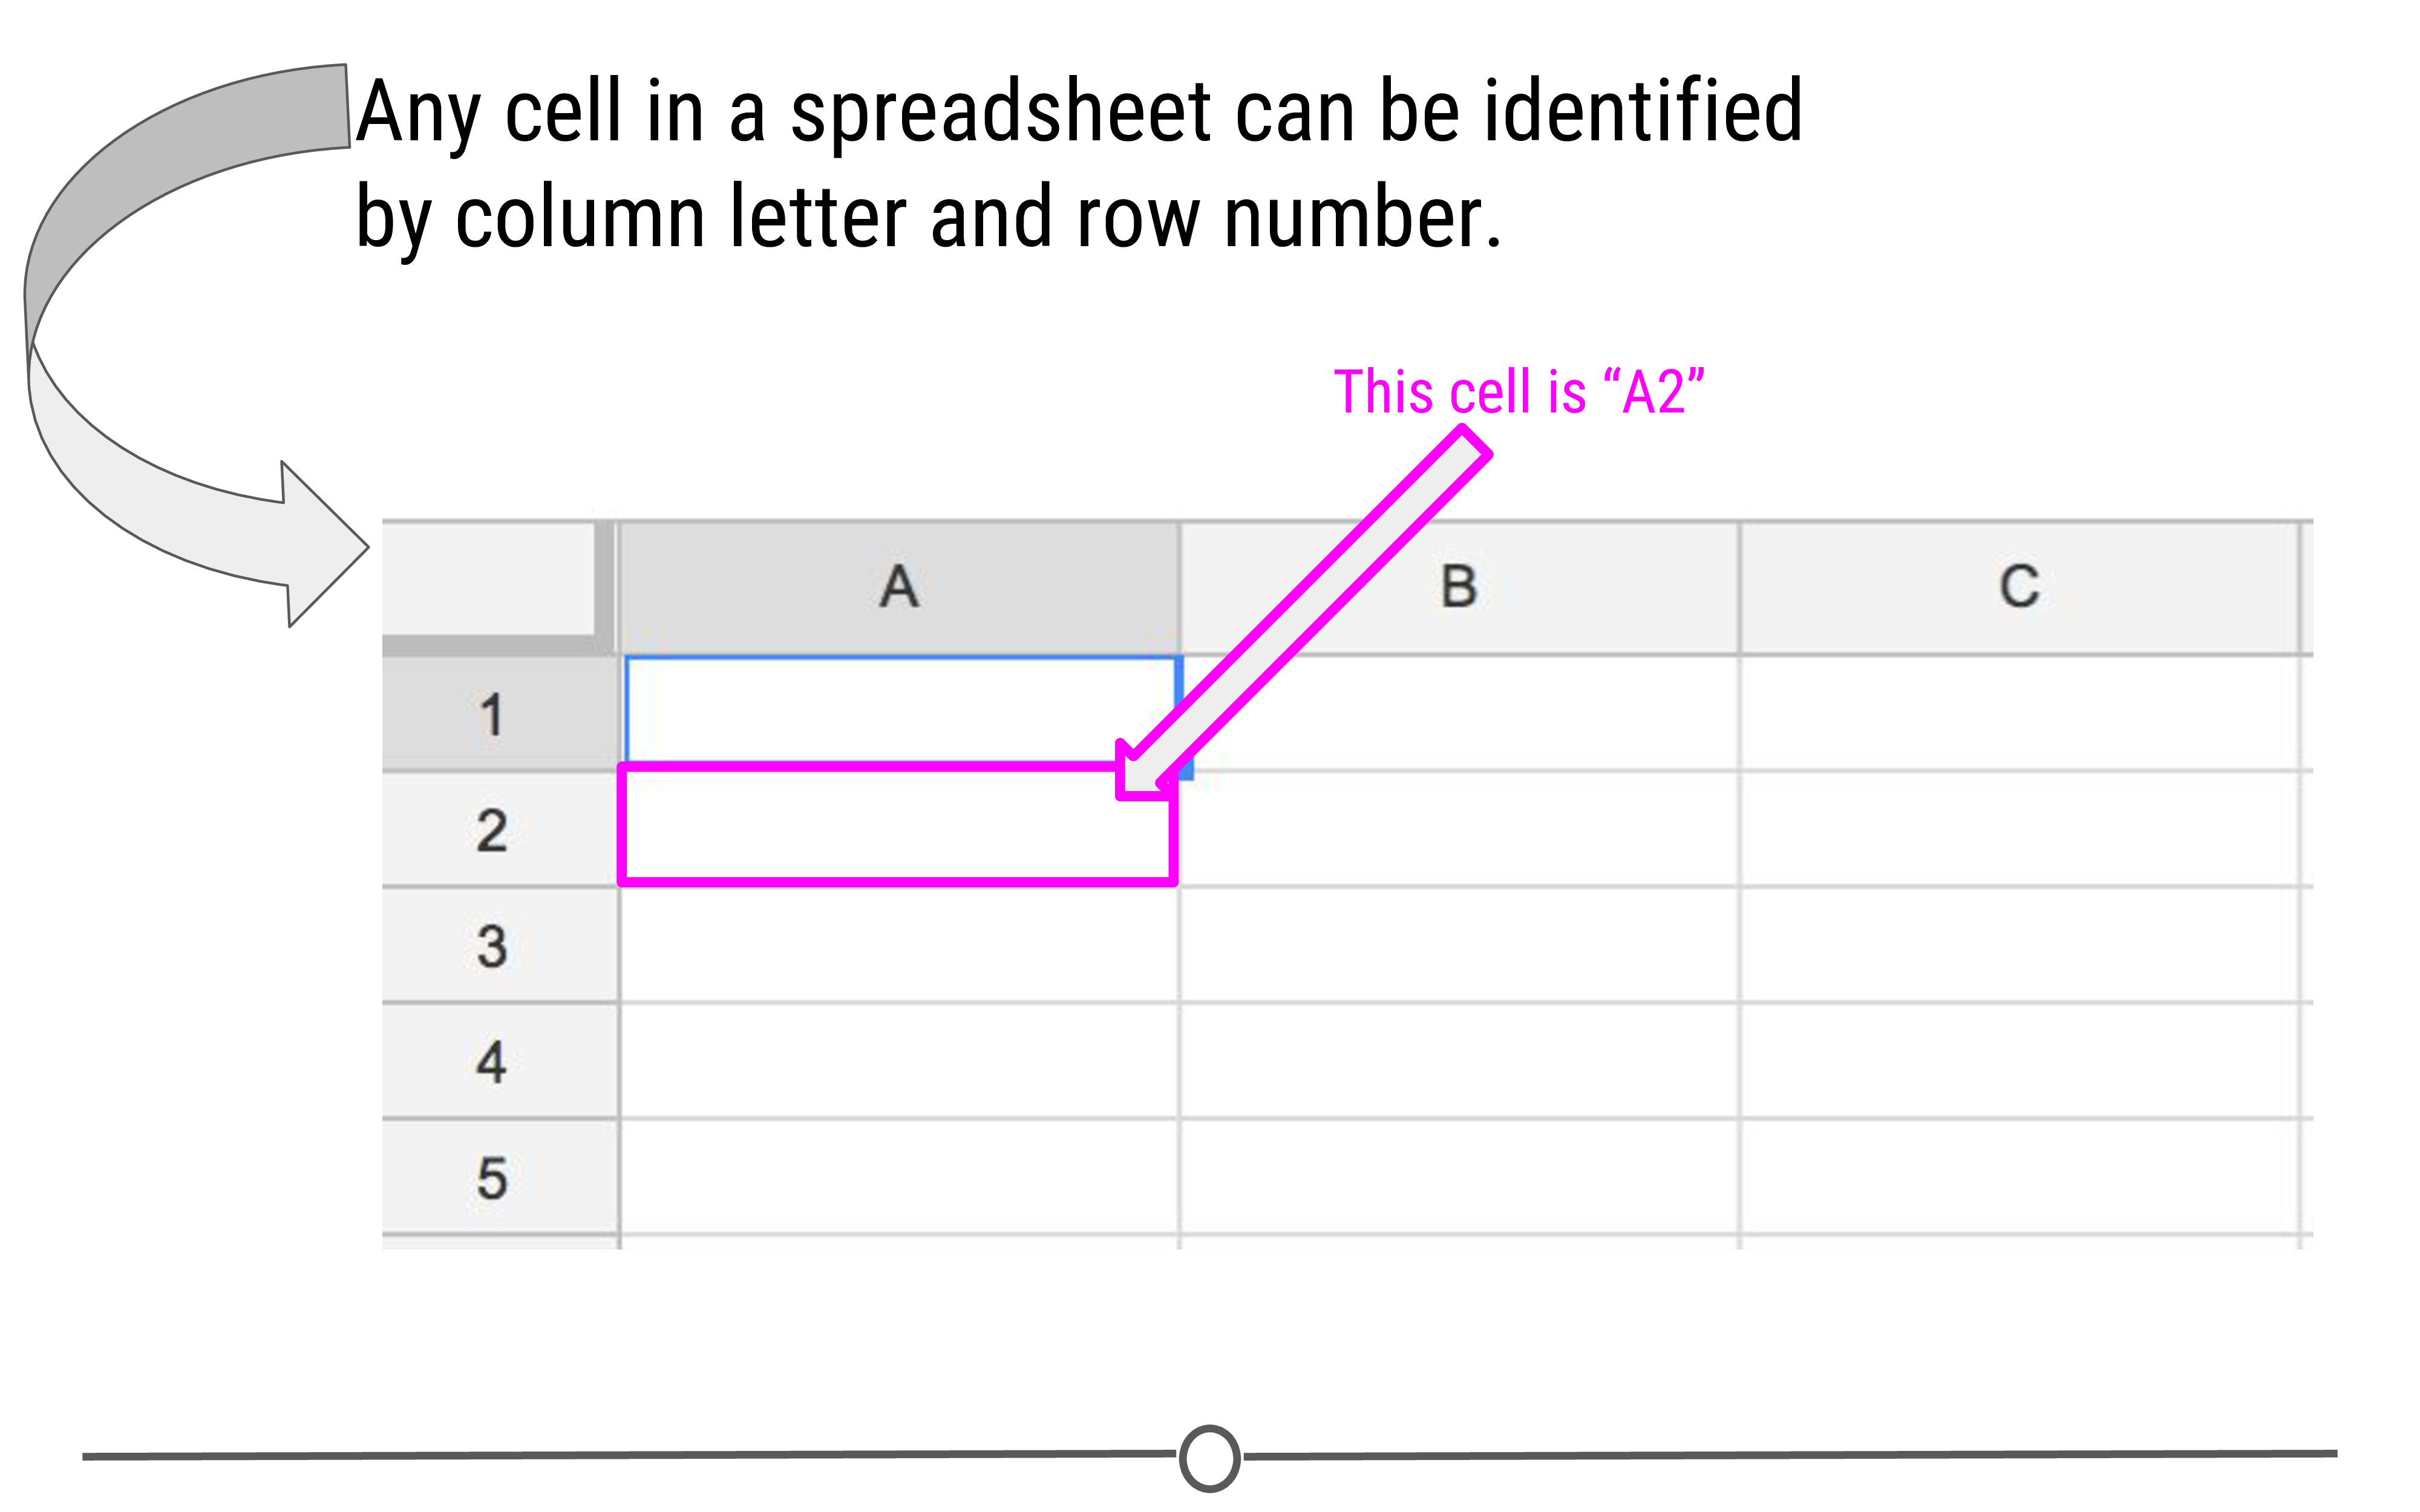 Any cell in a spreadsheet can be identified
by column letter and row number.
This cell is “A2”
A B C
1
2
3
4
5